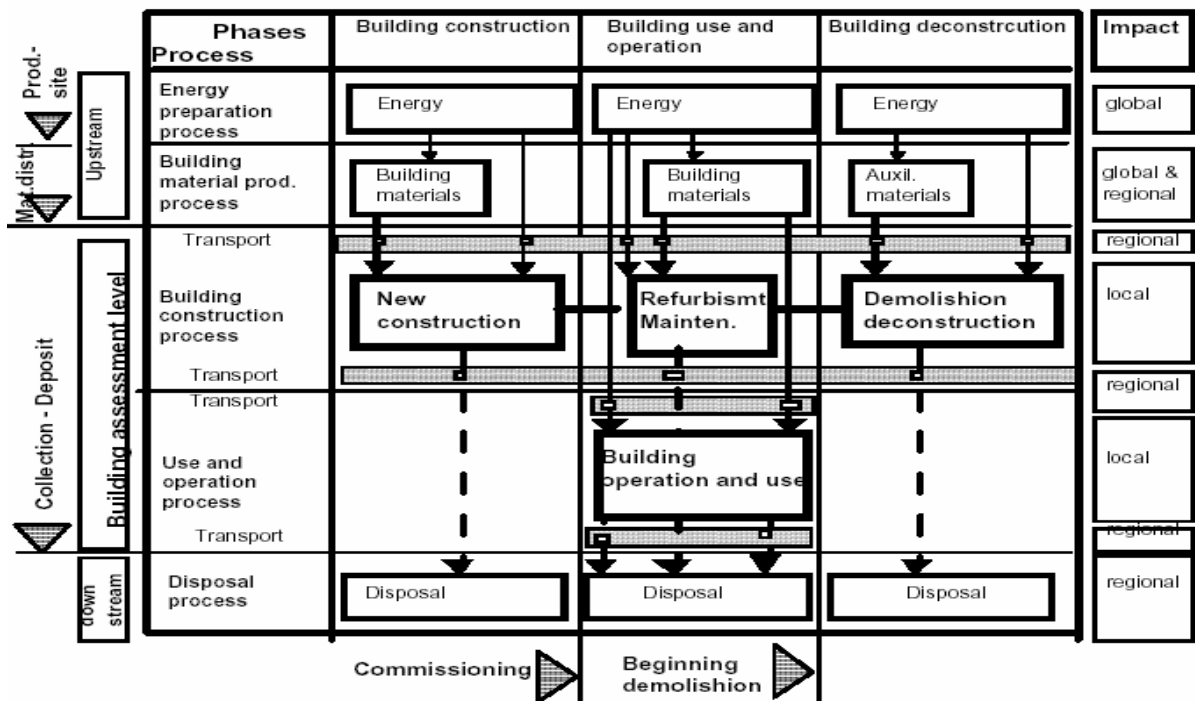 Phases
Process
Building construction
Building use and
operation
Building deconstrcution
Impact
Prod.-
site
Mat.distr.
Upstream
Energy
preparation
process
Energy
Energy
Energy
global
Building
material prod.
process
Building
materials
Building
materials
Auxil.
materials
global &
regional
Transport
regional
Collection - Deposit
Building assessment level
Building
construction
process
New
construction
Refurbismt
Mainten.
Demolishion
deconstruction
local
Transport
regional
Transport
Use and
operation
process
Building
operation and use
local
Transport
regional
down
stream
Disposal
process
Disposal
Disposal
Disposal
regional
Commissioning
Beginning
demolishion